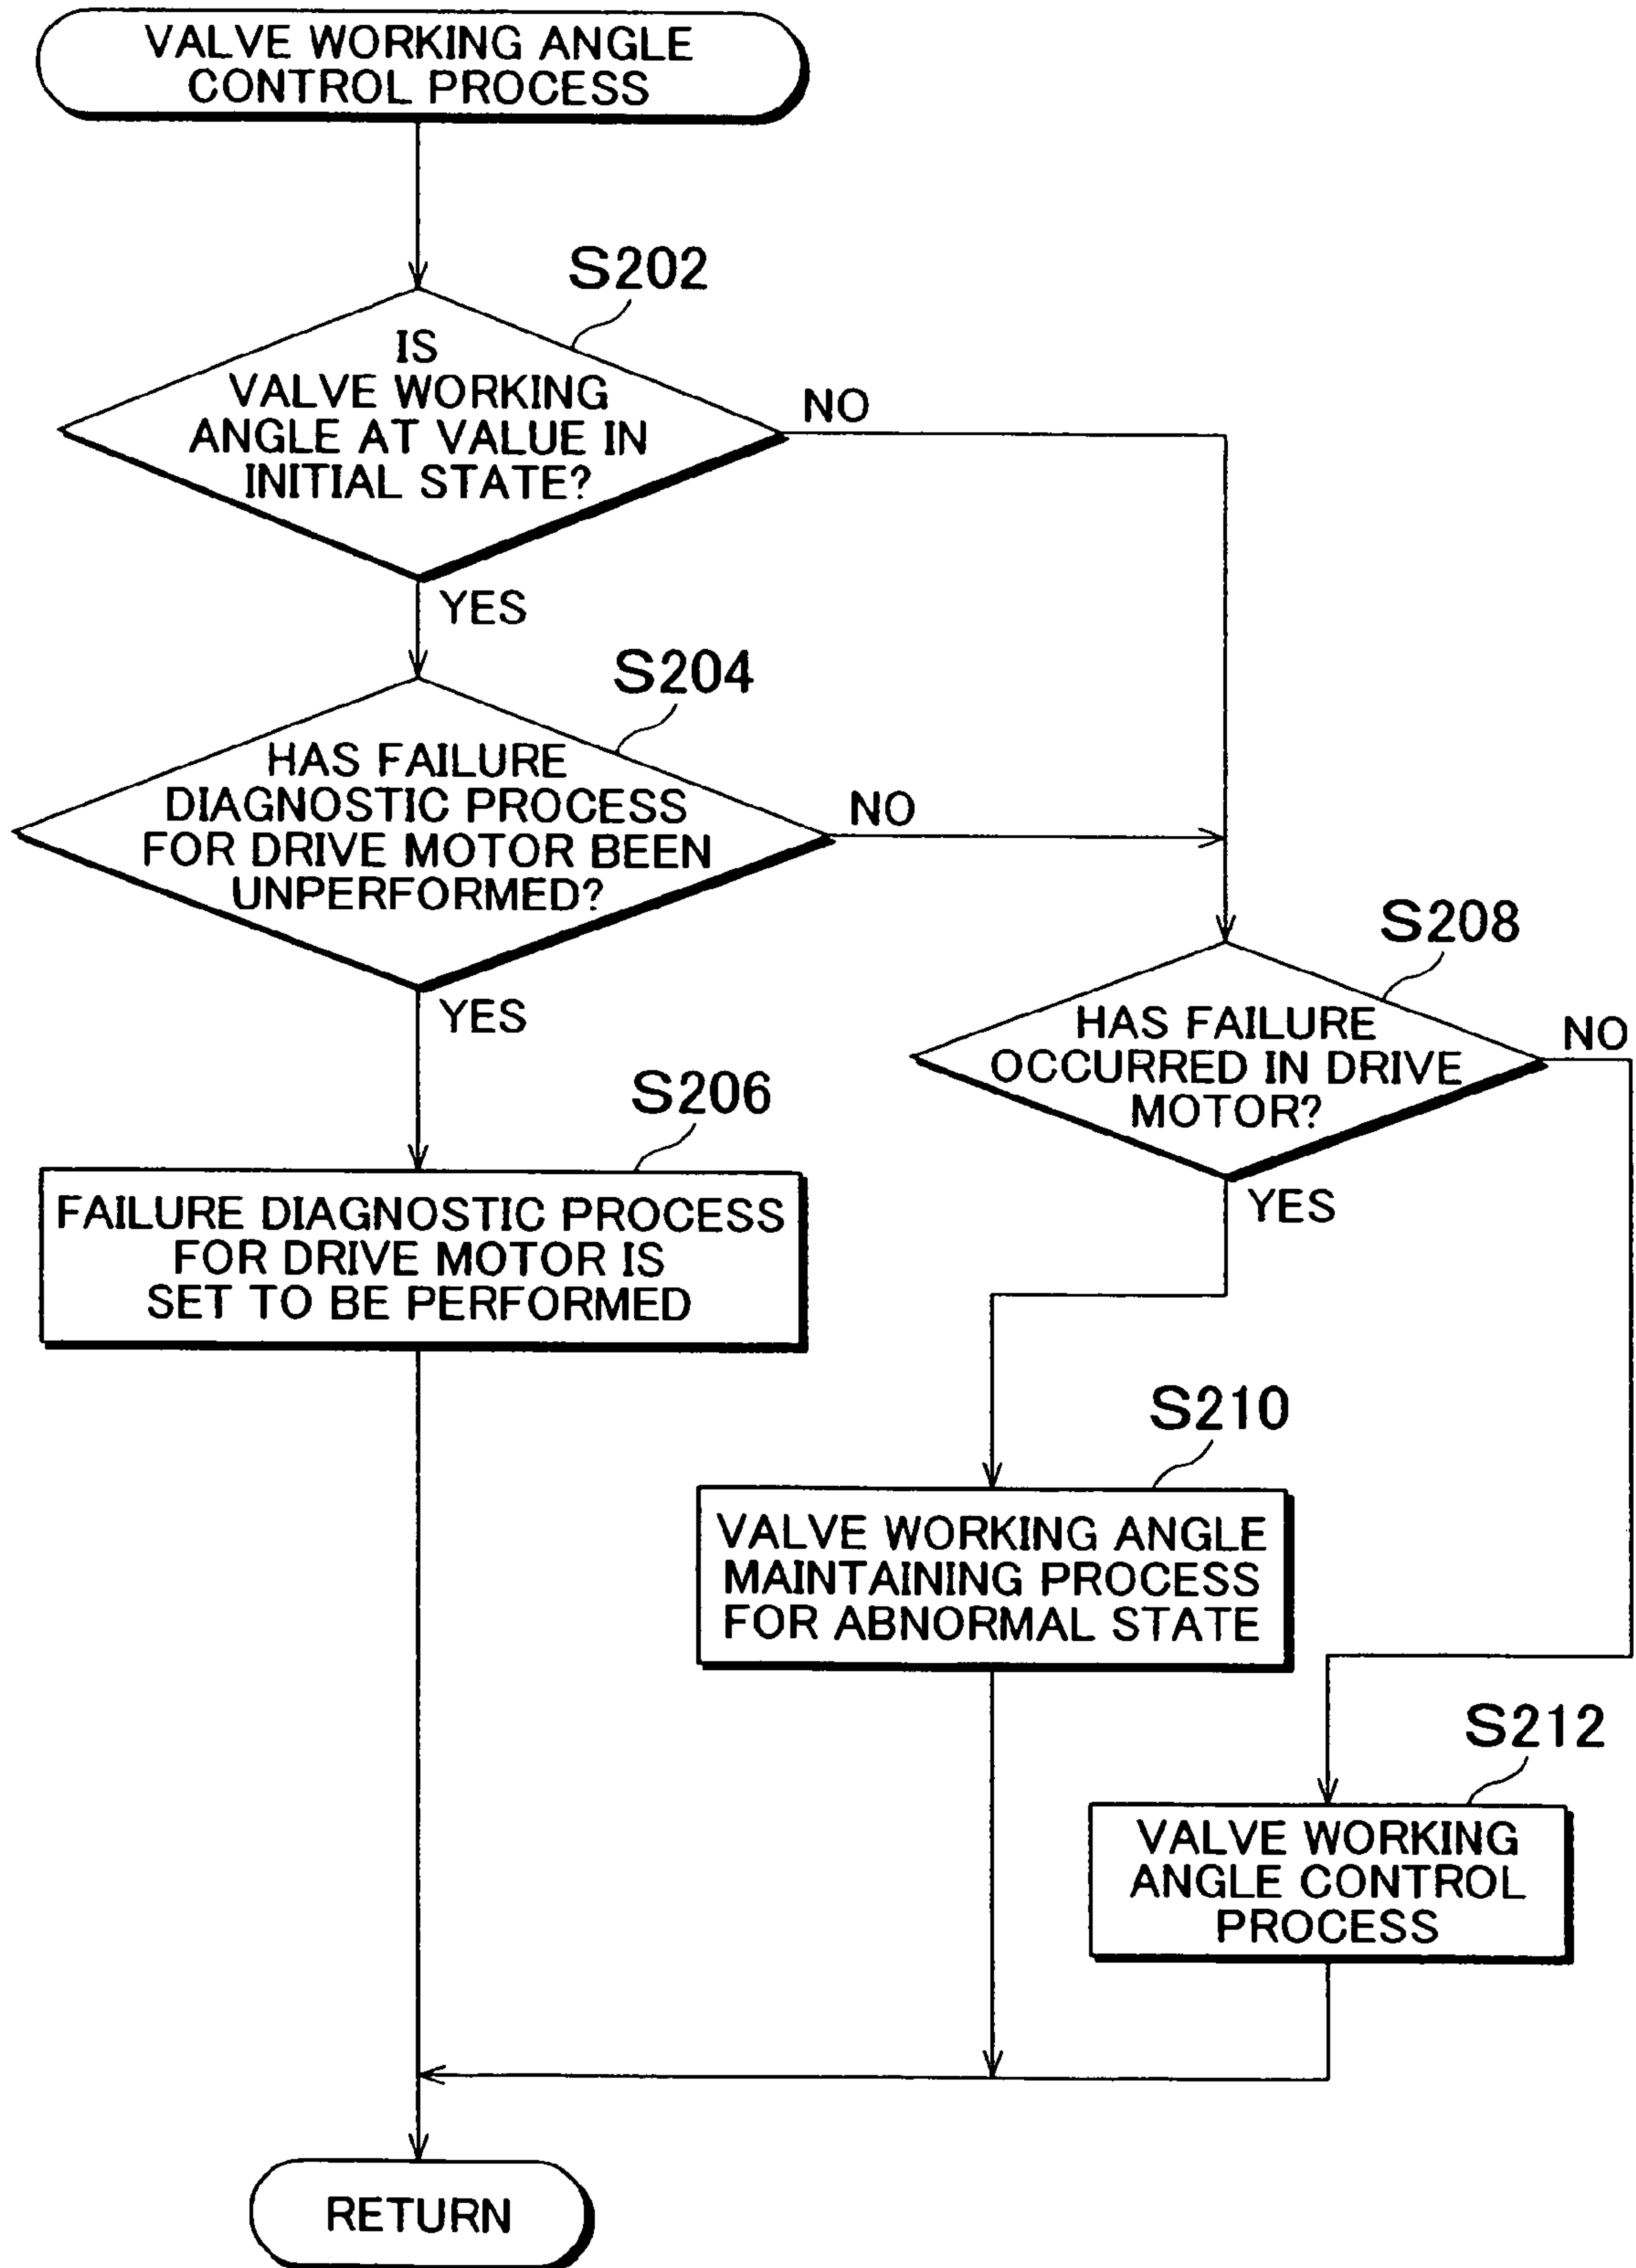 VALVE WORKING ANGLE
CONTROL PROCESS
S202
IS
VALVE WORKING
ANGLE AT VALUE IN
INITIAL STATE?
NO
YES
S204
HAS FAILURE
DIAGNOSTIC PROCESS
FOR DRIVE MOTOR BEEN
UNPERFORMED?
NO
YES
S208
HAS FAILURE
OCCURRED IN DRIVE
MOTOR?
NO
YES
S206
FAILURE DIAGNOSTIC PROCESS
FOR DRIVE MOTOR IS
SET TO BE PERFORMED
S210
VALVE WORKING ANGLE
MAINTAINING PROCESS
FOR ABNORMAL STATE
S212
VALVE WORKING
ANGLE CONTROL
PROCESS
RETURN